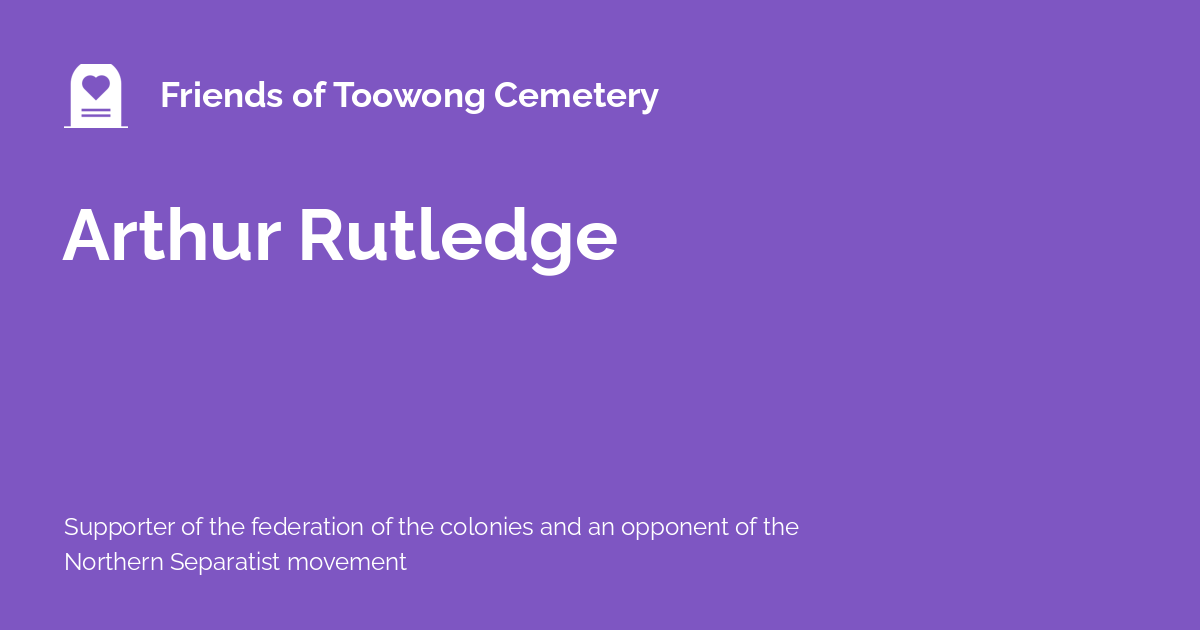 Friends of Toowong Cemetery
Arthur Rutledge
Supporter of the federation of the colonies and an opponent of the
Northern Separatist movement